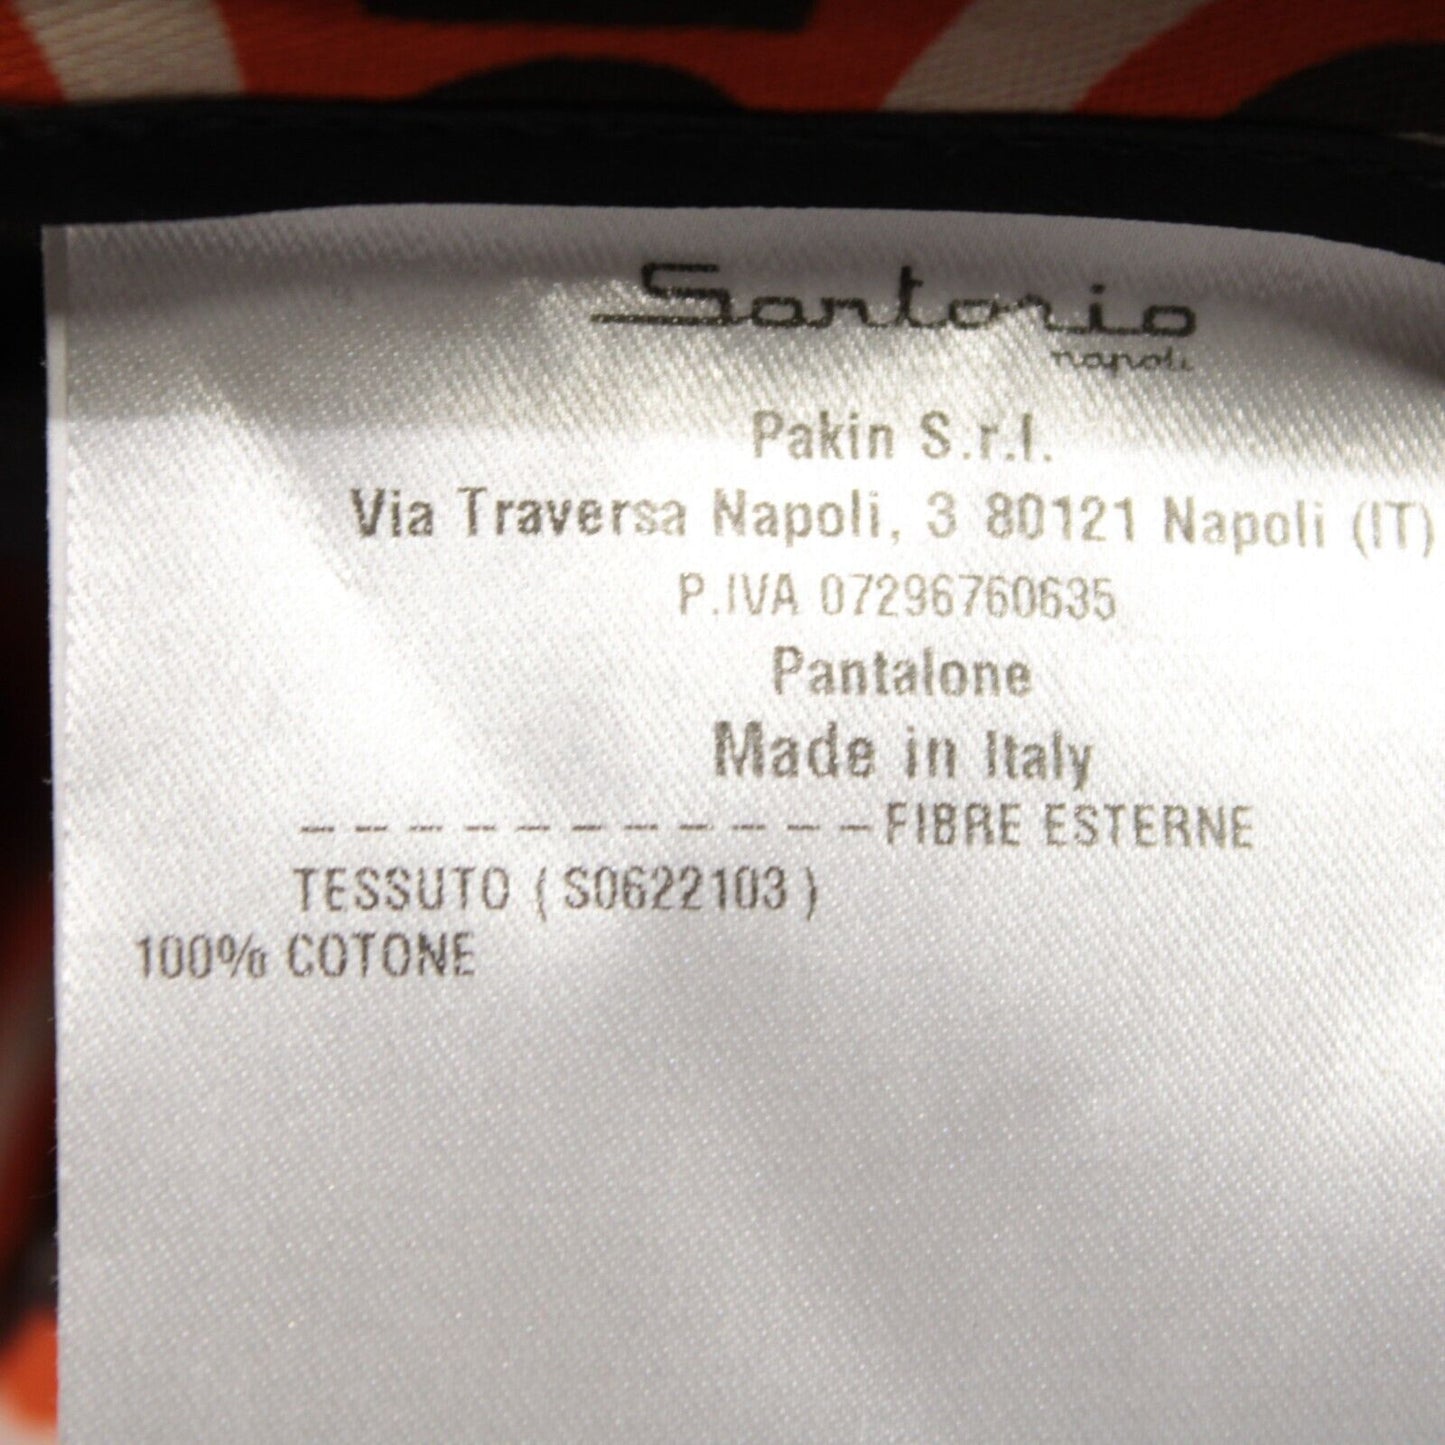 Sartorio
napoli
Pakin S.r.l.
Via Traversa Napoli, 3 80121 Napoli (IT)
P.IVA 07296760635
Pantalone
Made in Italy
-----------FIBRE ESTERNE
TESSUTO ( S0622103 )
100% COTONE